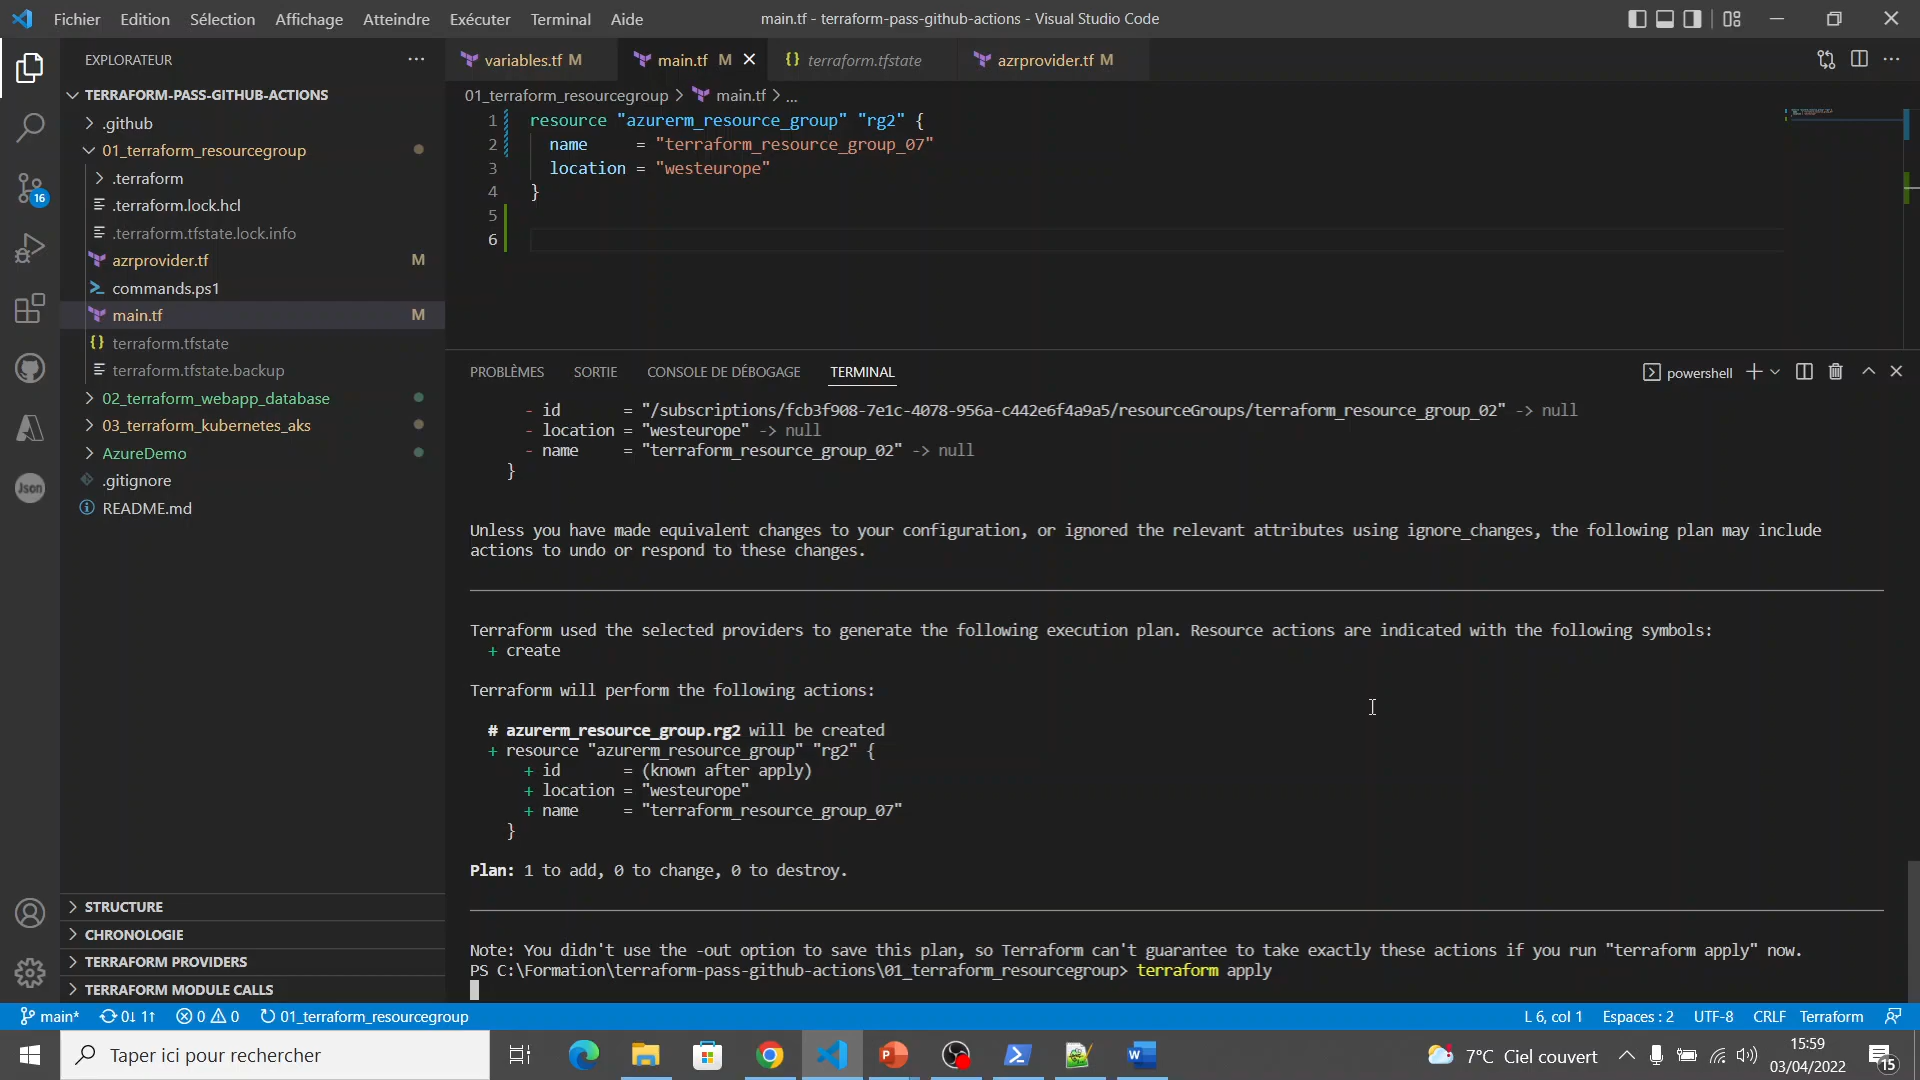 Fichier Edition Sélection Affichage Atteindre Exécuter Terminal Aide
main.tf - terraform-pass-github-actions - Visual Studio Code
EXPLORATEUR
TERRAFORM-PASS-GITHUB-ACTIONS
.github
01_terraform_resourcegroup
.terraform
.terraform.lock.hcl
.terraform.tfstate.lock.info
azrprovider.tf M
commands.ps1
main.tf M
terraform.tfstate
terraform.tfstate.backup
02_terraform_webapp_database
03_terraform_kubernetes_aks
AzureDemo
.gitignore
README.md
STRUCTURE
CHRONOLOGIE
TERRAFORM PROVIDERS
TERRAFORM MODULE CALLS
16
Json
variables.tf M
main.tf M
terraform.tfstate
azrprovider.tf M
01_terraform_resourcegroup > main.tf > ...
1 resource "azurerm_resource_group" "rg2" {
2 name = "terraform_resource_group_07"
3 location = "westeurope"
4 }
5
6
PROBLÈMES SORTIE CONSOLE DE DÉBOGAGE TERMINAL
powershell
- id = "/subscriptions/fcb3f908-7e1c-4078-956a-c442e6f4a9a5/resourceGroups/terraform_resource_group_02" -> null
- location = "westeurope" -> null
- name = "terraform_resource_group_02" -> null
}
Unless you have made equivalent changes to your configuration, or ignored the relevant attributes using ignore_changes, the following plan may include
actions to undo or respond to these changes.
Terraform used the selected providers to generate the following execution plan. Resource actions are indicated with the following symbols:
+ create
Terraform will perform the following actions:
# azurerm_resource_group.rg2 will be created
+ resource "azurerm_resource_group" "rg2" {
+ id = (known after apply)
+ location = "westeurope"
+ name = "terraform_resource_group_07"
}
Plan: 1 to add, 0 to change, 0 to destroy.
Note: You didn't use the -out option to save this plan, so Terraform can't guarantee to take exactly these actions if you run "terraform apply" now.
PS C:\Formation\terraform-pass-github-actions\01_terraform_resourcegroup> terraform apply
main* 0↓ 1↑ 0 0 01_terraform_resourcegroup
L 6, col 1 Espaces : 2 UTF-8 CRLF Terraform
Taper ici pour rechercher
7°C Ciel couvert
15:59
03/04/2022
15